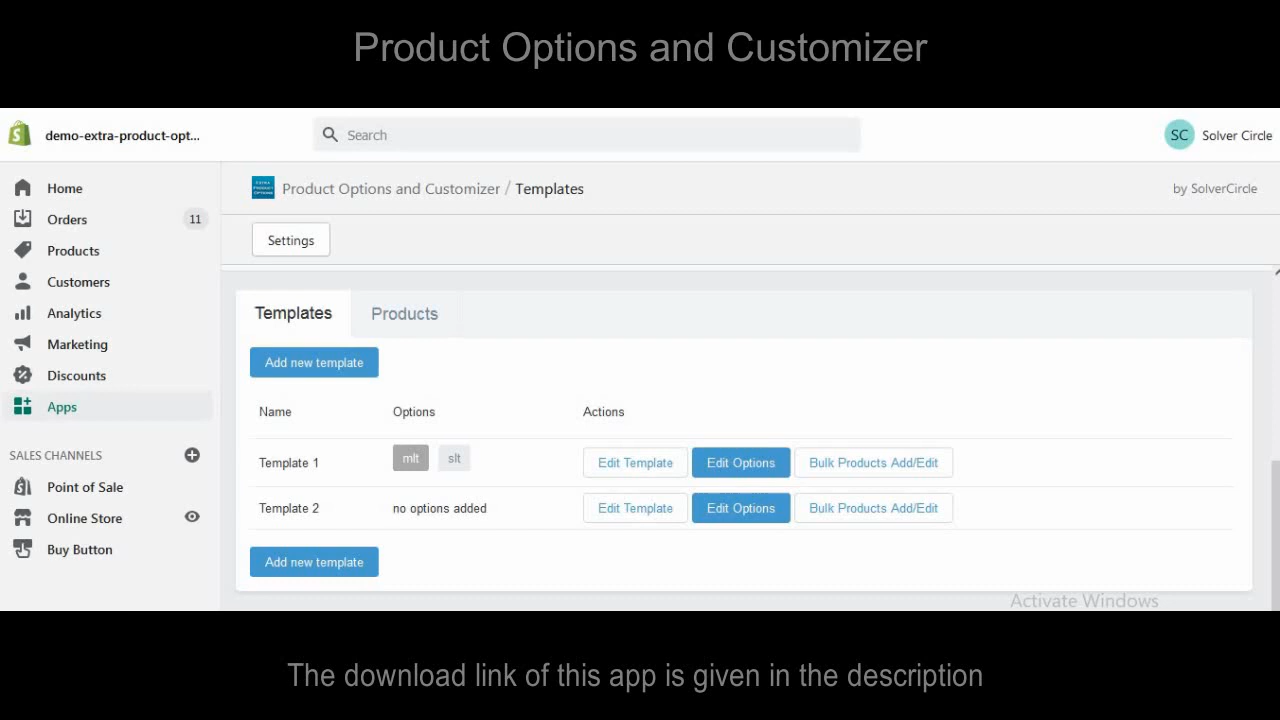 Product Options and Customizer
demo-extra-product-opt...
Search
SC Solver Circle
Home
Orders 11
Products
Customers
Analytics
Marketing
Discounts
Apps
SALES CHANNELS
Point of Sale
Online Store
Buy Button
EXTRA PRODUCT OPTIONS
Product Options and Customizer / Templates
by SolverCircle
Settings
Templates Products
Add new template
Name Options Actions
Template 1 mlt slt Edit Template Edit Options Bulk Products Add/Edit
Template 2 no options added Edit Template Edit Options Bulk Products Add/Edit
Add new template
Activate Windows
The download link of this app is given in the description